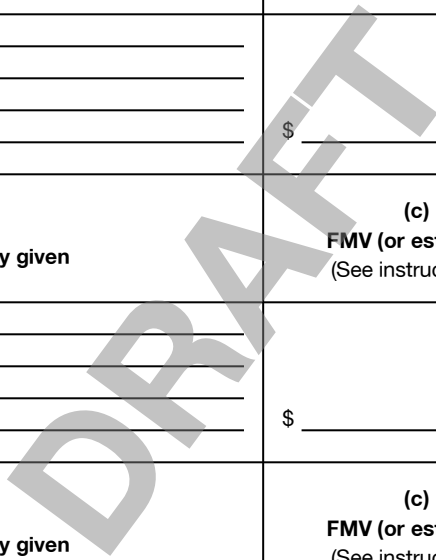 $
(c)
FMV (or est
(See instruc
y given
$
(c)
FMV (or est
(See instruc
y given
DRAFT